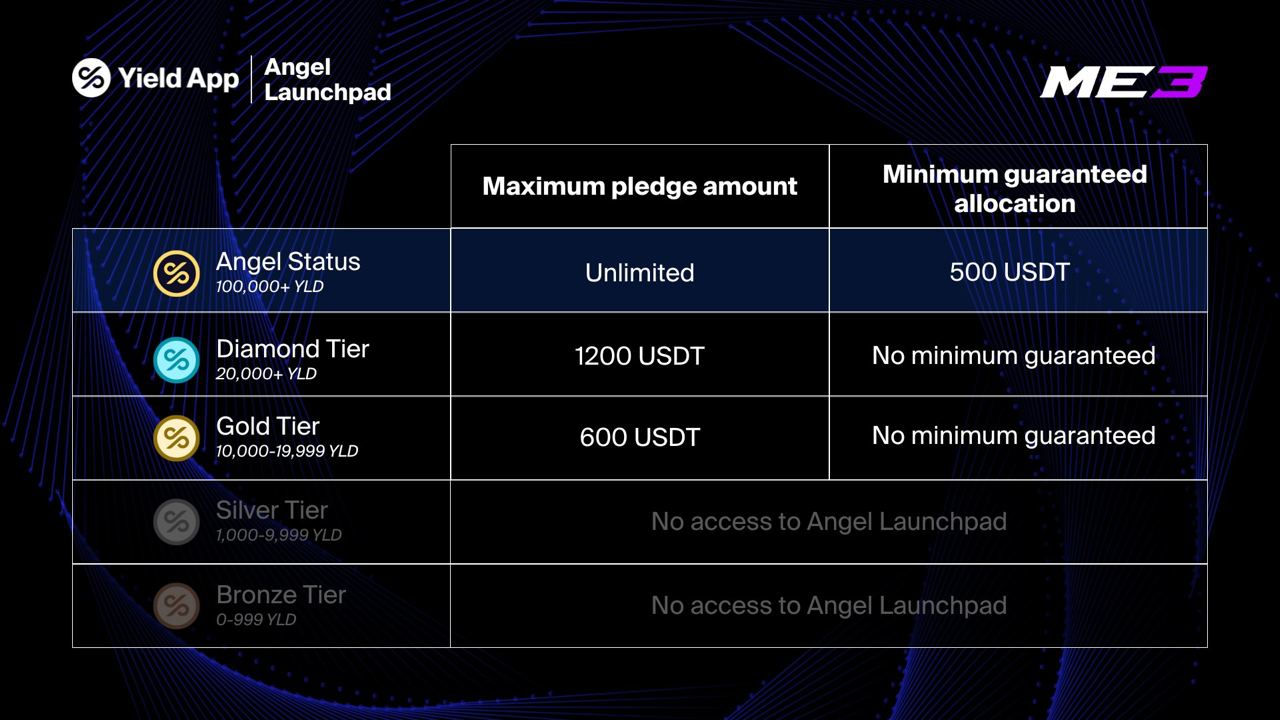 Yield App
Angel
Launchpad
ME3
Maximum pledge amount
Minimum guaranteed
allocation
Angel Status
100,000+ YLD
Unlimited
500 USDT
Diamond Tier
20,000+ YLD
1200 USDT
No minimum guaranteed
Gold Tier
10,000-19,999 YLD
600 USDT
No minimum guaranteed
Silver Tier
1,000-9,999 YLD
No access to Angel Launchpad
Bronze Tier
0-999 YLD
No access to Angel Launchpad